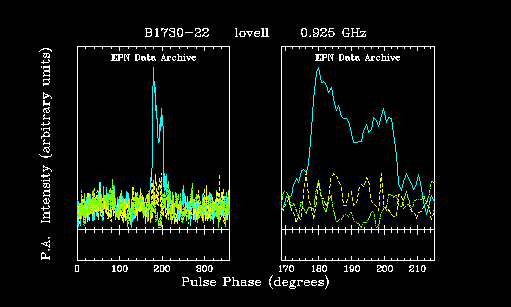 B1730-22 lovell 0.925 GHz
EPN Data Archive EPN Data Archive
P.A. Intensity (arbitrary units)
0 100 200 300 170 180 190 200 210
Pulse Phase (degrees)